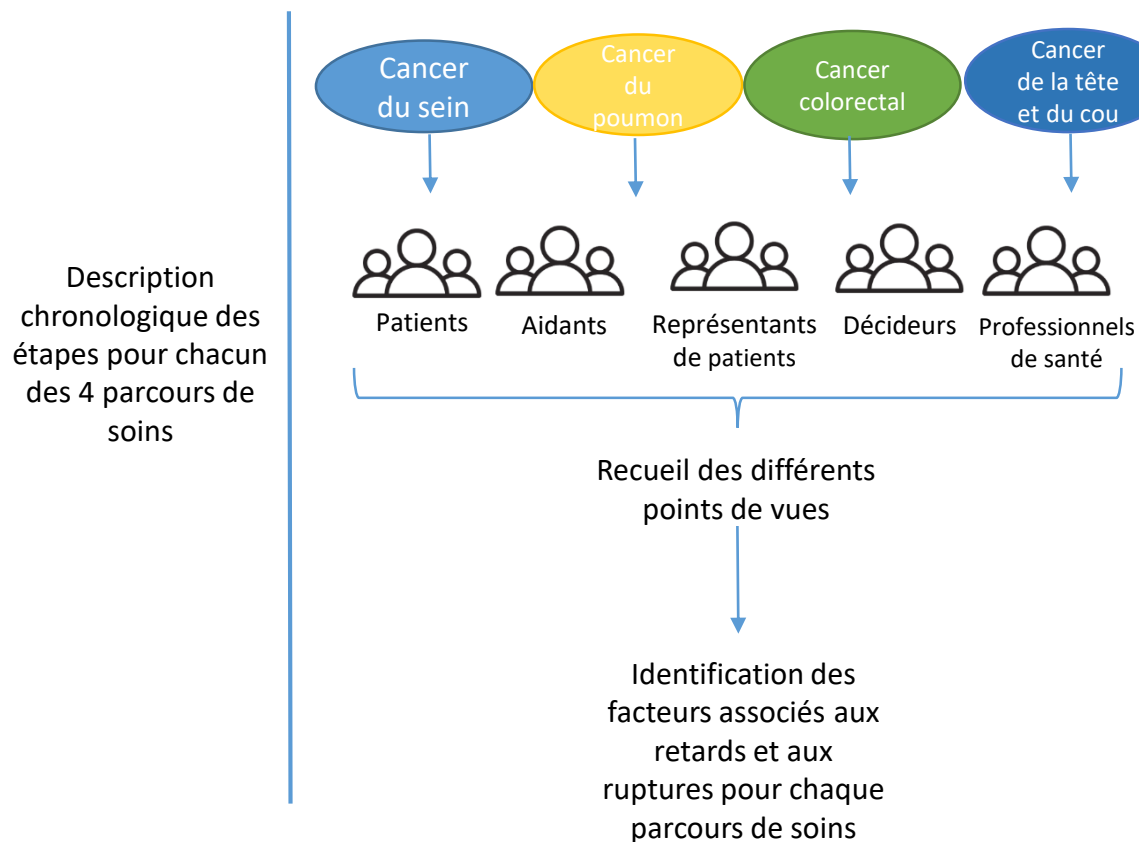 Description
chronologique des
étapes pour chacun
des 4 parcours de
soins
Cancer
du sein
Cancer
du
poumon
Cancer
colorectal
Cancer
de la tête
et du cou
Patients
Aidants
Représentants
de patients
Décideurs
Professionnels
de santé
Recueil des différents
points de vues
Identification des
facteurs associés aux
retards et aux
ruptures pour chaque
parcours de soins